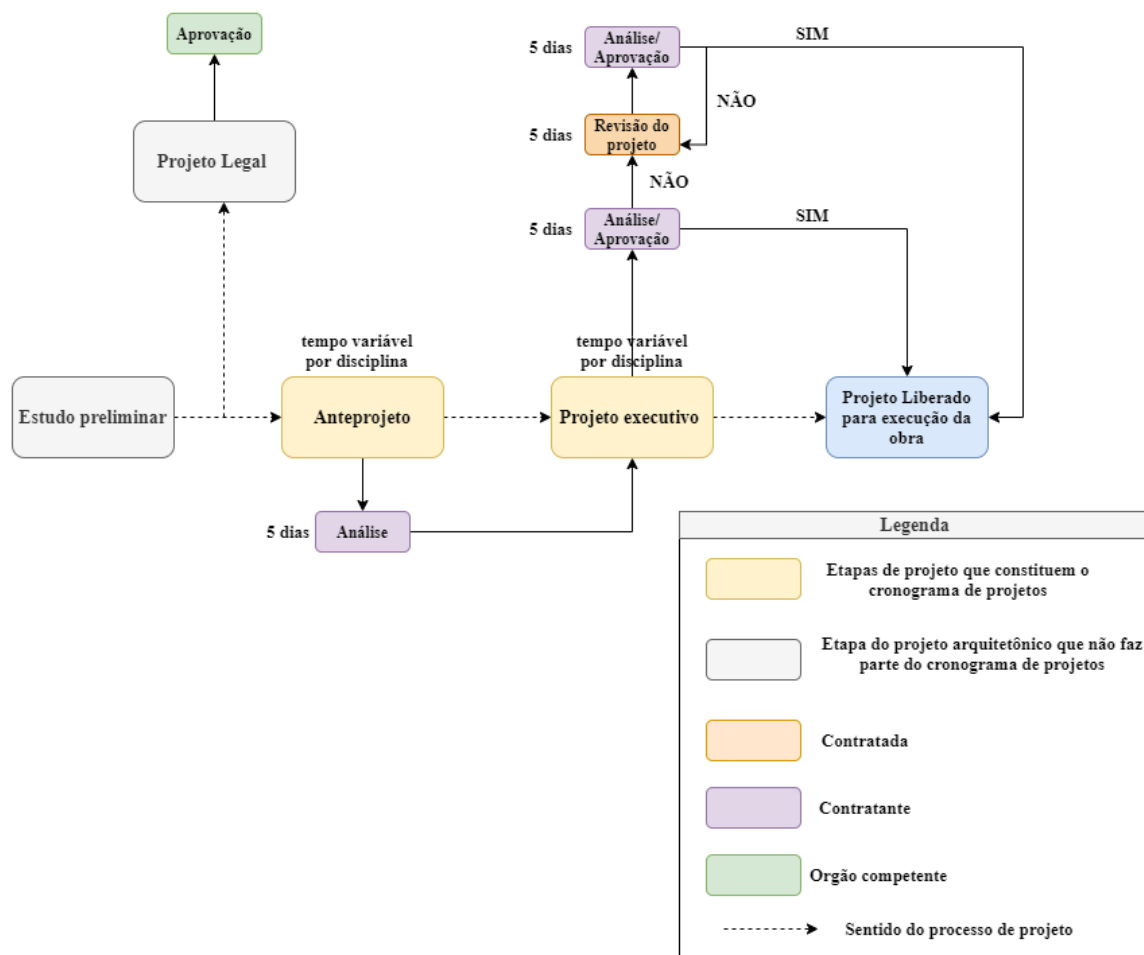 Aprovação
5 dias
Análise/
Aprovação
SIM
NÃO
5 dias
Revisão do
projeto
Projeto Legal
NÃO
5 dias
Análise/
Aprovação
SIM
tempo variável
por disciplina
tempo variável
por disciplina
Estudo preliminar
Anteprojeto
Projeto executivo
Projeto Liberado
para execução da
obra
5 dias
Análise
Legenda
Etapas de projeto que constituem o
cronograma de projetos
Etapa do projeto arquitetônico que não faz
parte do cronograma de projetos
Contratada
Contratante
Orgão competente
Sentido do processo de projeto